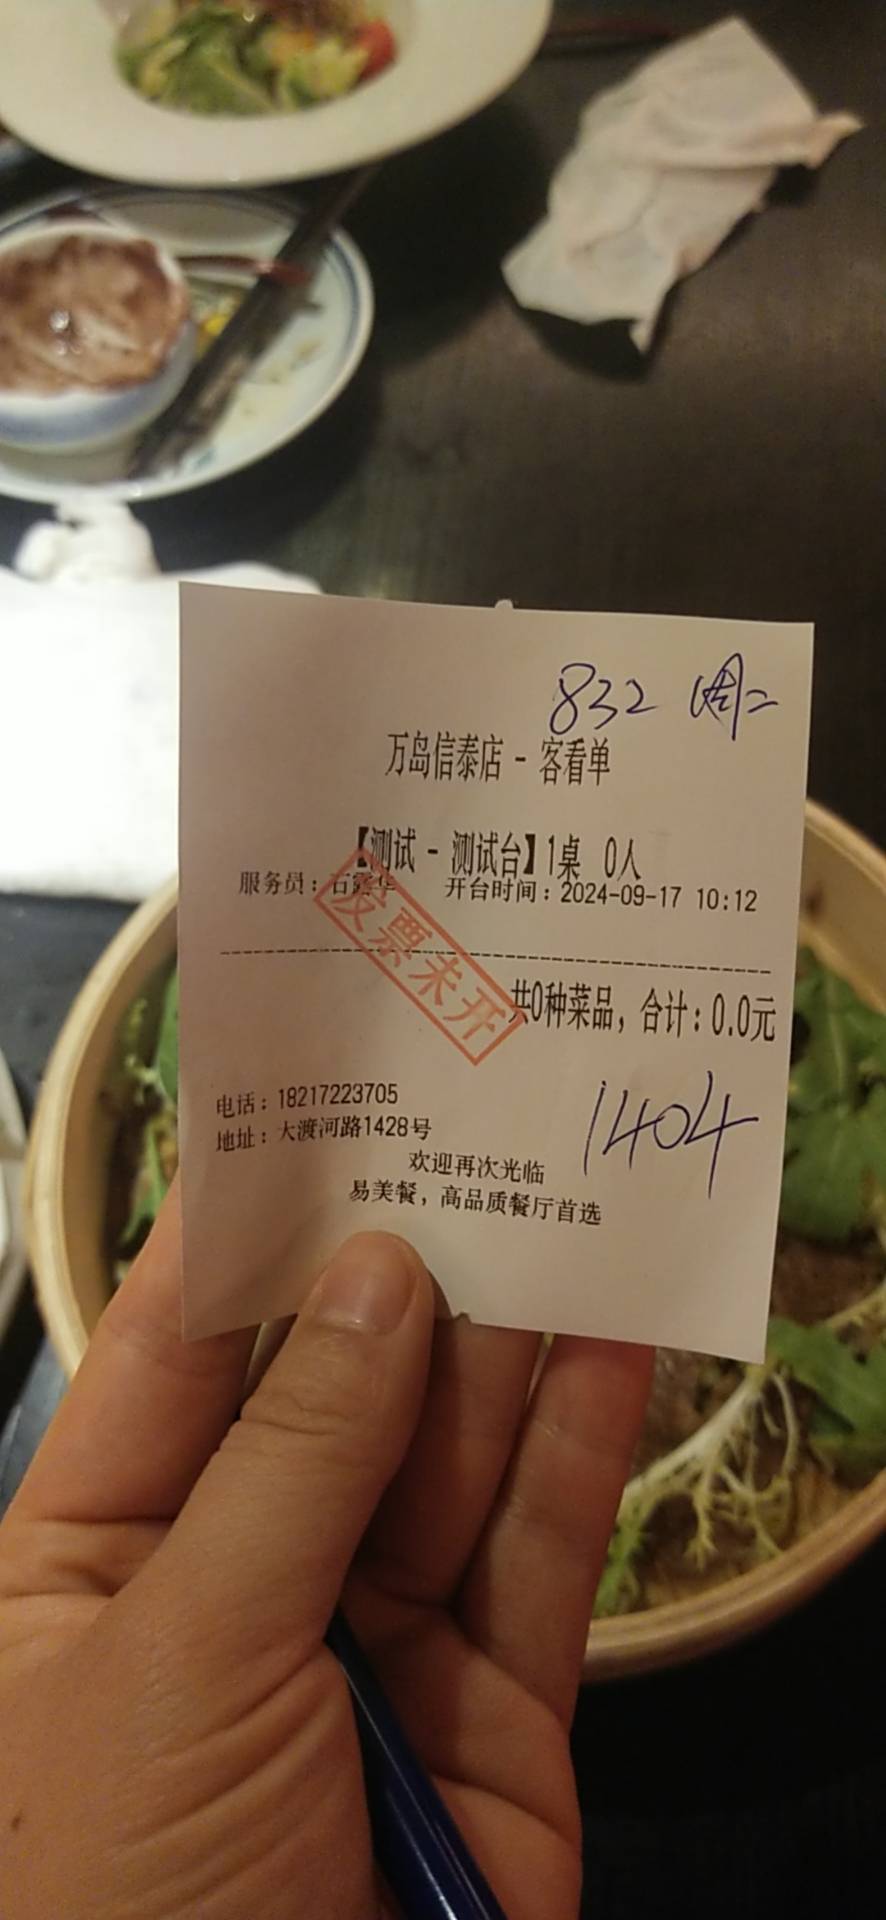 832 周二
万岛信泰店 - 客看单
【测试 - 测试台】1桌 0人
服务员：石露华 开台时间：2024-09-17 10:12
发票未开
共0种菜品，合计：0.0元
1404
电话：18217223705
地址：大渡河路1428号
欢迎再次光临
易美餐，高品质餐厅首选